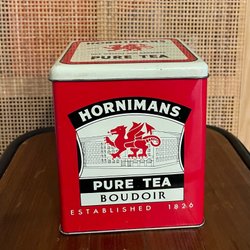 PURE TEA
HORNIMANS
PURE TEA
BOUDOIR
ESTABLISHED 1826